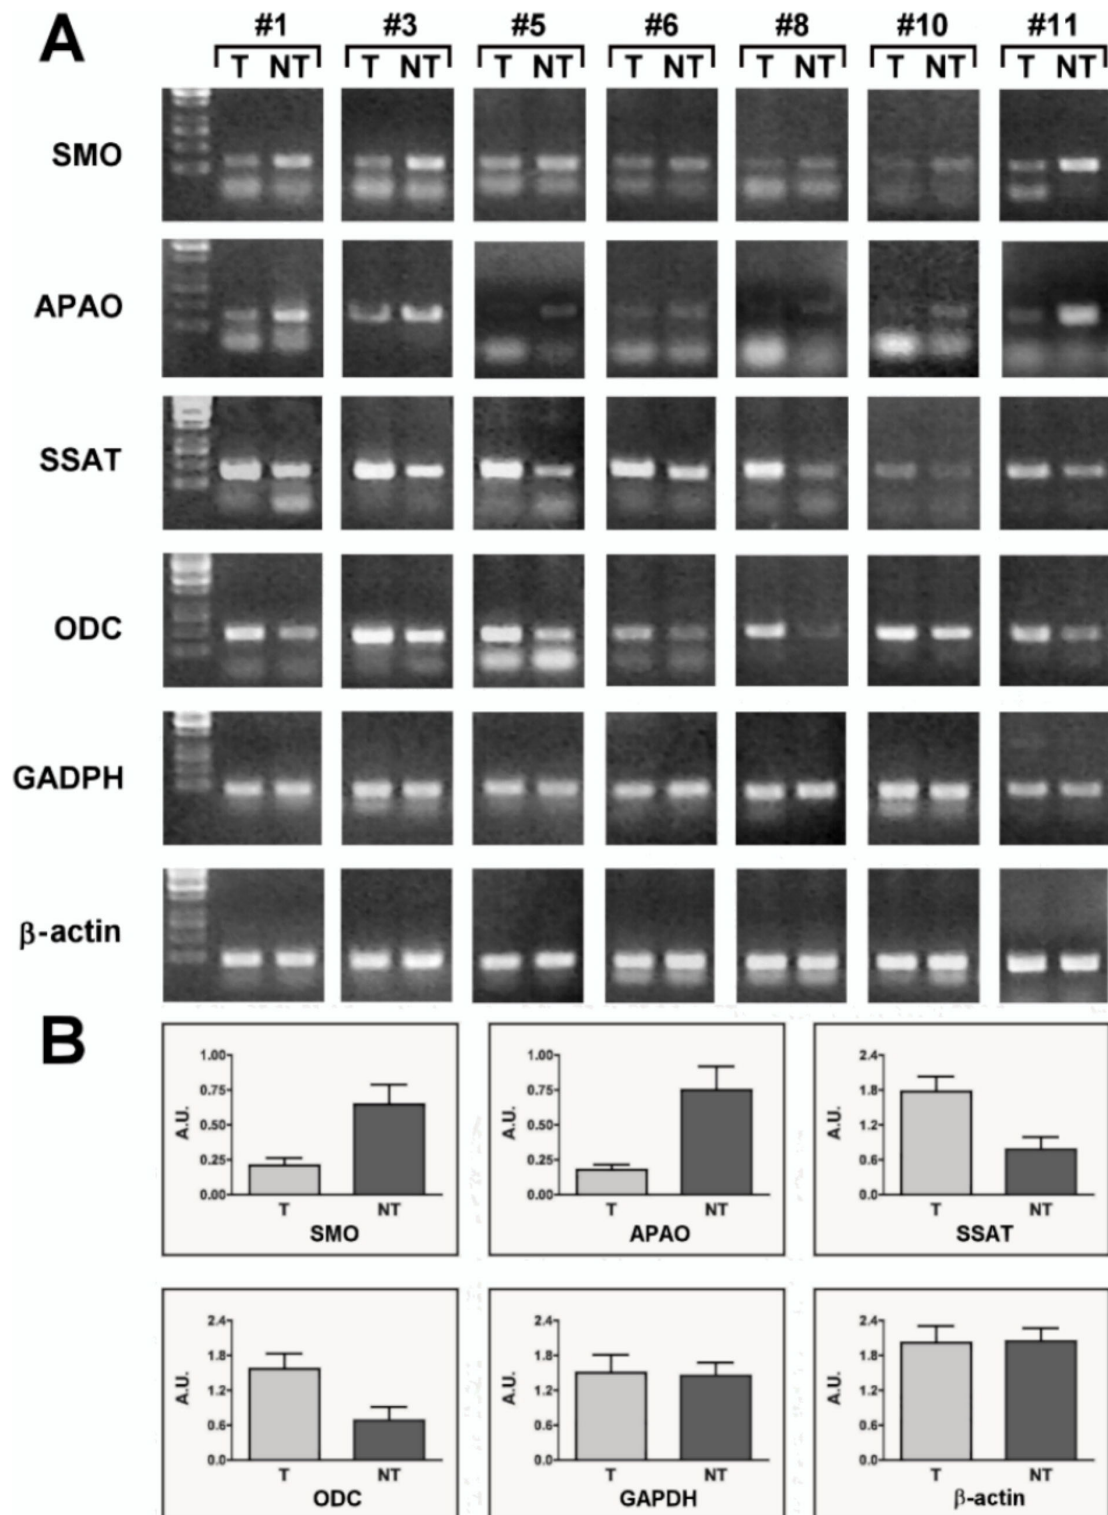 A
#1 #3 #5 #6 #8 #10 #11
T NT T NT T NT T NT T NT T NT T NT
SMO
APAO
SSAT
ODC
GADPH
β-actin
B
1.00
0.75
0.50
0.25
0.00
A.U.
T NT
SMO
1.00
0.75
0.50
0.25
0.00
A.U.
T NT
APAO
2.4
1.8
1.2
0.6
0.0
A.U.
T NT
SSAT
2.4
1.8
1.2
0.6
0.0
A.U.
T NT
ODC
2.4
1.8
1.2
0.6
0.0
A.U.
T NT
GAPDH
2.4
1.8
1.2
0.6
0.0
A.U.
T NT
β-actin